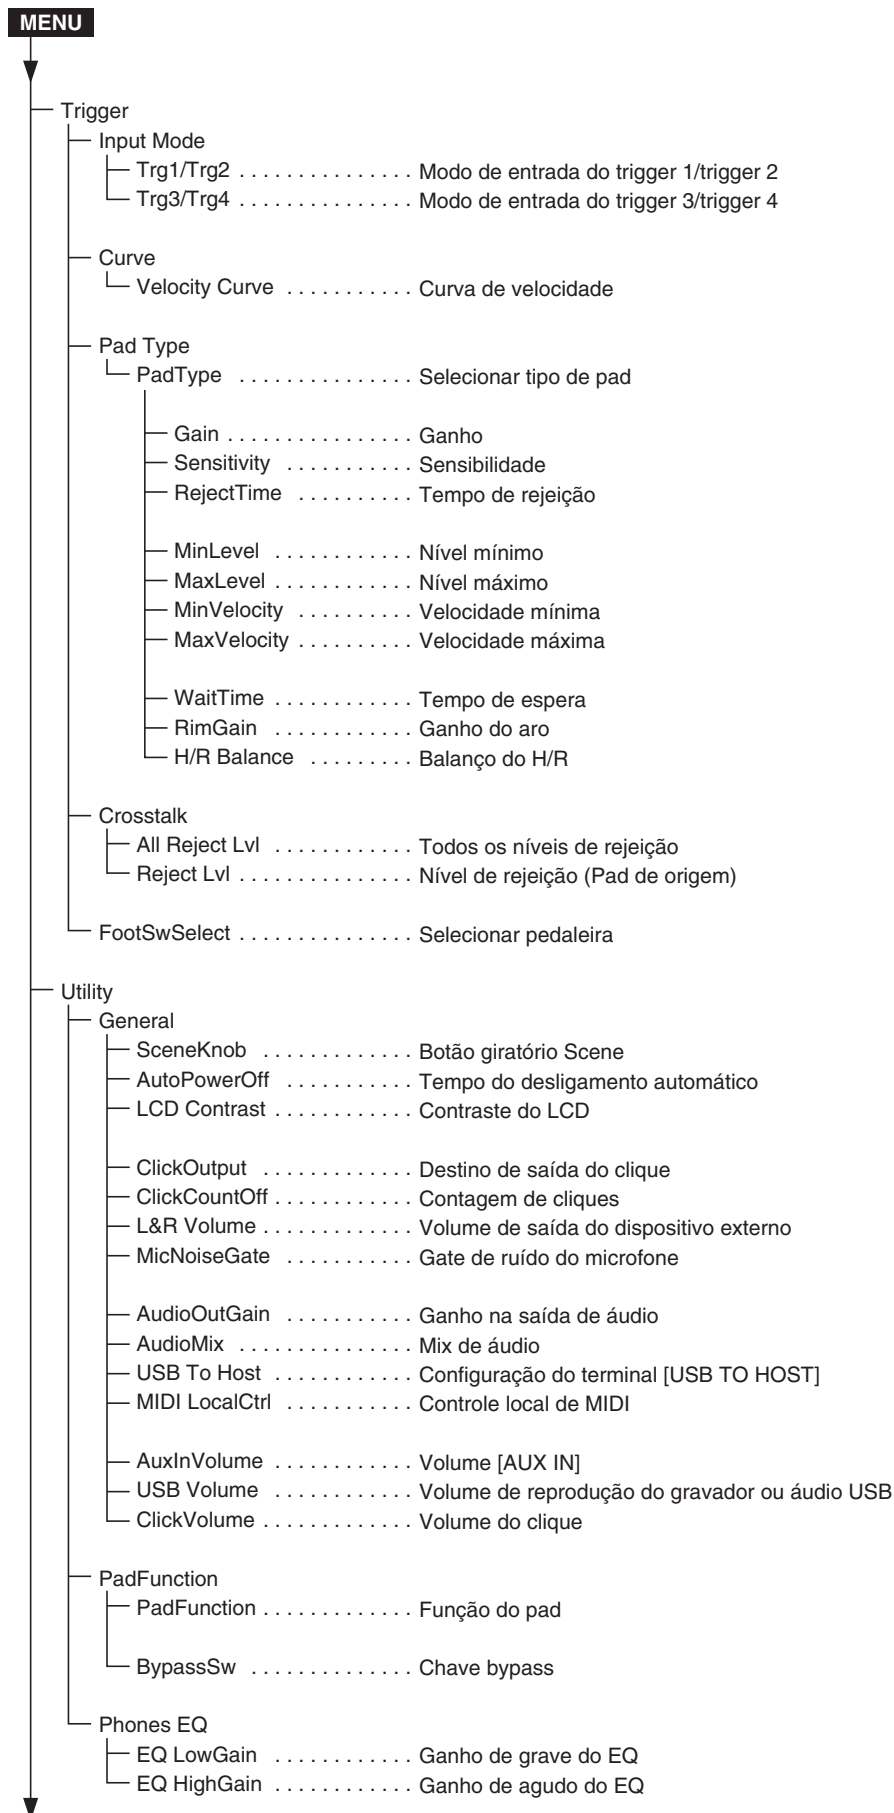 MENU
Trigger
Input Mode
Trg1/Trg2 . . . . . . . . . . . . . . . Modo de entrada do trigger 1/trigger 2
Trg3/Trg4 . . . . . . . . . . . . . . . Modo de entrada do trigger 3/trigger 4
Curve
Velocity Curve . . . . . . . . . . . Curva de velocidade
Pad Type
PadType . . . . . . . . . . . . . . . Selecionar tipo de pad
Gain . . . . . . . . . . . . . . . . Ganho
Sensitivity . . . . . . . . . . . Sensibilidade
RejectTime . . . . . . . . . . Tempo de rejeição
MinLevel . . . . . . . . . . . . Nível mínimo
MaxLevel . . . . . . . . . . . . Nível máximo
MinVelocity . . . . . . . . . . Velocidade mínima
MaxVelocity . . . . . . . . . . Velocidade máxima
WaitTime . . . . . . . . . . . . Tempo de espera
RimGain . . . . . . . . . . . . Ganho do aro
H/R Balance . . . . . . . . . Balanço do H/R
Crosstalk
All Reject Lvl . . . . . . . . . . . . Todos os níveis de rejeição
Reject Lvl . . . . . . . . . . . . . . . Nível de rejeição (Pad de origem)
FootSwSelect . . . . . . . . . . . . . . . Selecionar pedaleira
Utility
General
SceneKnob . . . . . . . . . . . . . Botão giratório Scene
AutoPowerOff . . . . . . . . . . . Tempo do desligamento automático
LCD Contrast . . . . . . . . . . . . Contraste do LCD
ClickOutput . . . . . . . . . . . . . Destino de saída do clique
ClickCountOff . . . . . . . . . . . . Contagem de cliques
L&R Volume . . . . . . . . . . . . . Volume de saída do dispositivo externo
MicNoiseGate . . . . . . . . . . . Gate de ruído do microfone
AudioOutGain . . . . . . . . . . . Ganho na saída de áudio
AudioMix . . . . . . . . . . . . . . . Mix de áudio
USB To Host . . . . . . . . . . . . Configuração do terminal [USB TO HOST]
MIDI LocalCtrl . . . . . . . . . . . Controle local de MIDI
AuxInVolume . . . . . . . . . . . . Volume [AUX IN]
USB Volume . . . . . . . . . . . . Volume de reprodução do gravador ou áudio USB
ClickVolume . . . . . . . . . . . . . Volume do clique
PadFunction
PadFunction . . . . . . . . . . . . . Função do pad
BypassSw . . . . . . . . . . . . . . Chave bypass
Phones EQ
EQ LowGain . . . . . . . . . . . . Ganho de grave do EQ
EQ HighGain . . . . . . . . . . . . Ganho de agudo do EQ